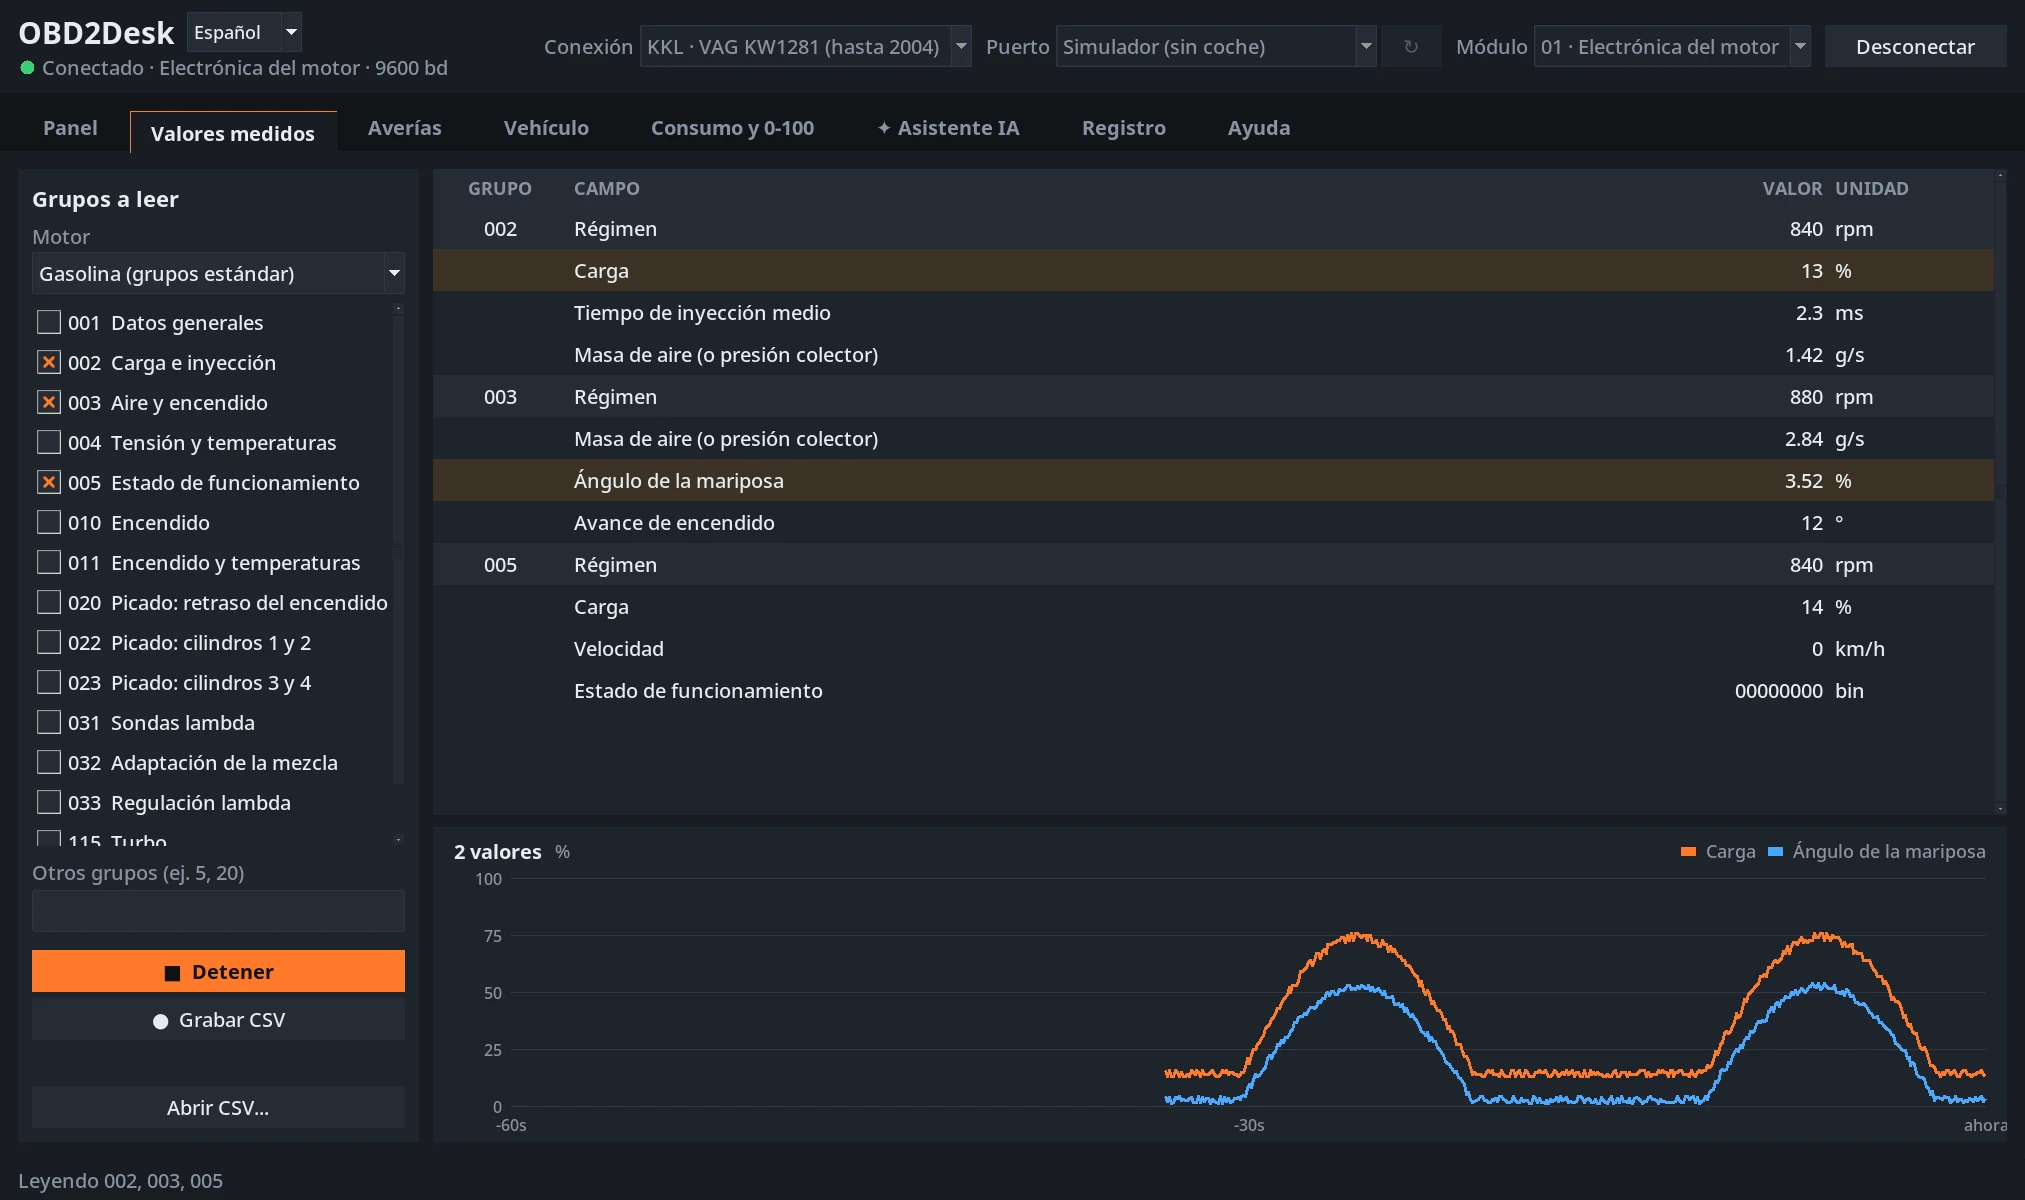 OBD2Desk Español
Conectado · Electrónica del motor · 9600 bd
Conexión KKL · VAG KW1281 (hasta 2004) Puerto Simulador (sin coche) ↻ Módulo 01 · Electrónica del motor Desconectar
Panel Valores medidos Averías Vehículo Consumo y 0-100 ✦ Asistente IA Registro Ayuda
Grupos a leer
Motor
Gasolina (grupos estándar)
001 Datos generales
002 Carga e inyección
003 Aire y encendido
004 Tensión y temperaturas
005 Estado de funcionamiento
010 Encendido
011 Encendido y temperaturas
020 Picado: retraso del encendido
022 Picado: cilindros 1 y 2
023 Picado: cilindros 3 y 4
031 Sondas lambda
032 Adaptación de la mezcla
033 Regulación lambda
115 Turbo
Otros grupos (ej. 5, 20)
■ Detener
● Grabar CSV
Abrir CSV...
GRUPO CAMPO VALOR UNIDAD
002 Régimen 840 rpm
Carga 13 %
Tiempo de inyección medio 2.3 ms
Masa de aire (o presión colector) 1.42 g/s
003 Régimen 880 rpm
Masa de aire (o presión colector) 2.84 g/s
Ángulo de la mariposa 3.52 %
Avance de encendido 12 °
005 Régimen 840 rpm
Carga 14 %
Velocidad 0 km/h
Estado de funcionamiento 00000000 bin
2 valores % Carga Ángulo de la mariposa
100
75
50
25
0
-60s -30s ahora
Leyendo 002, 003, 005